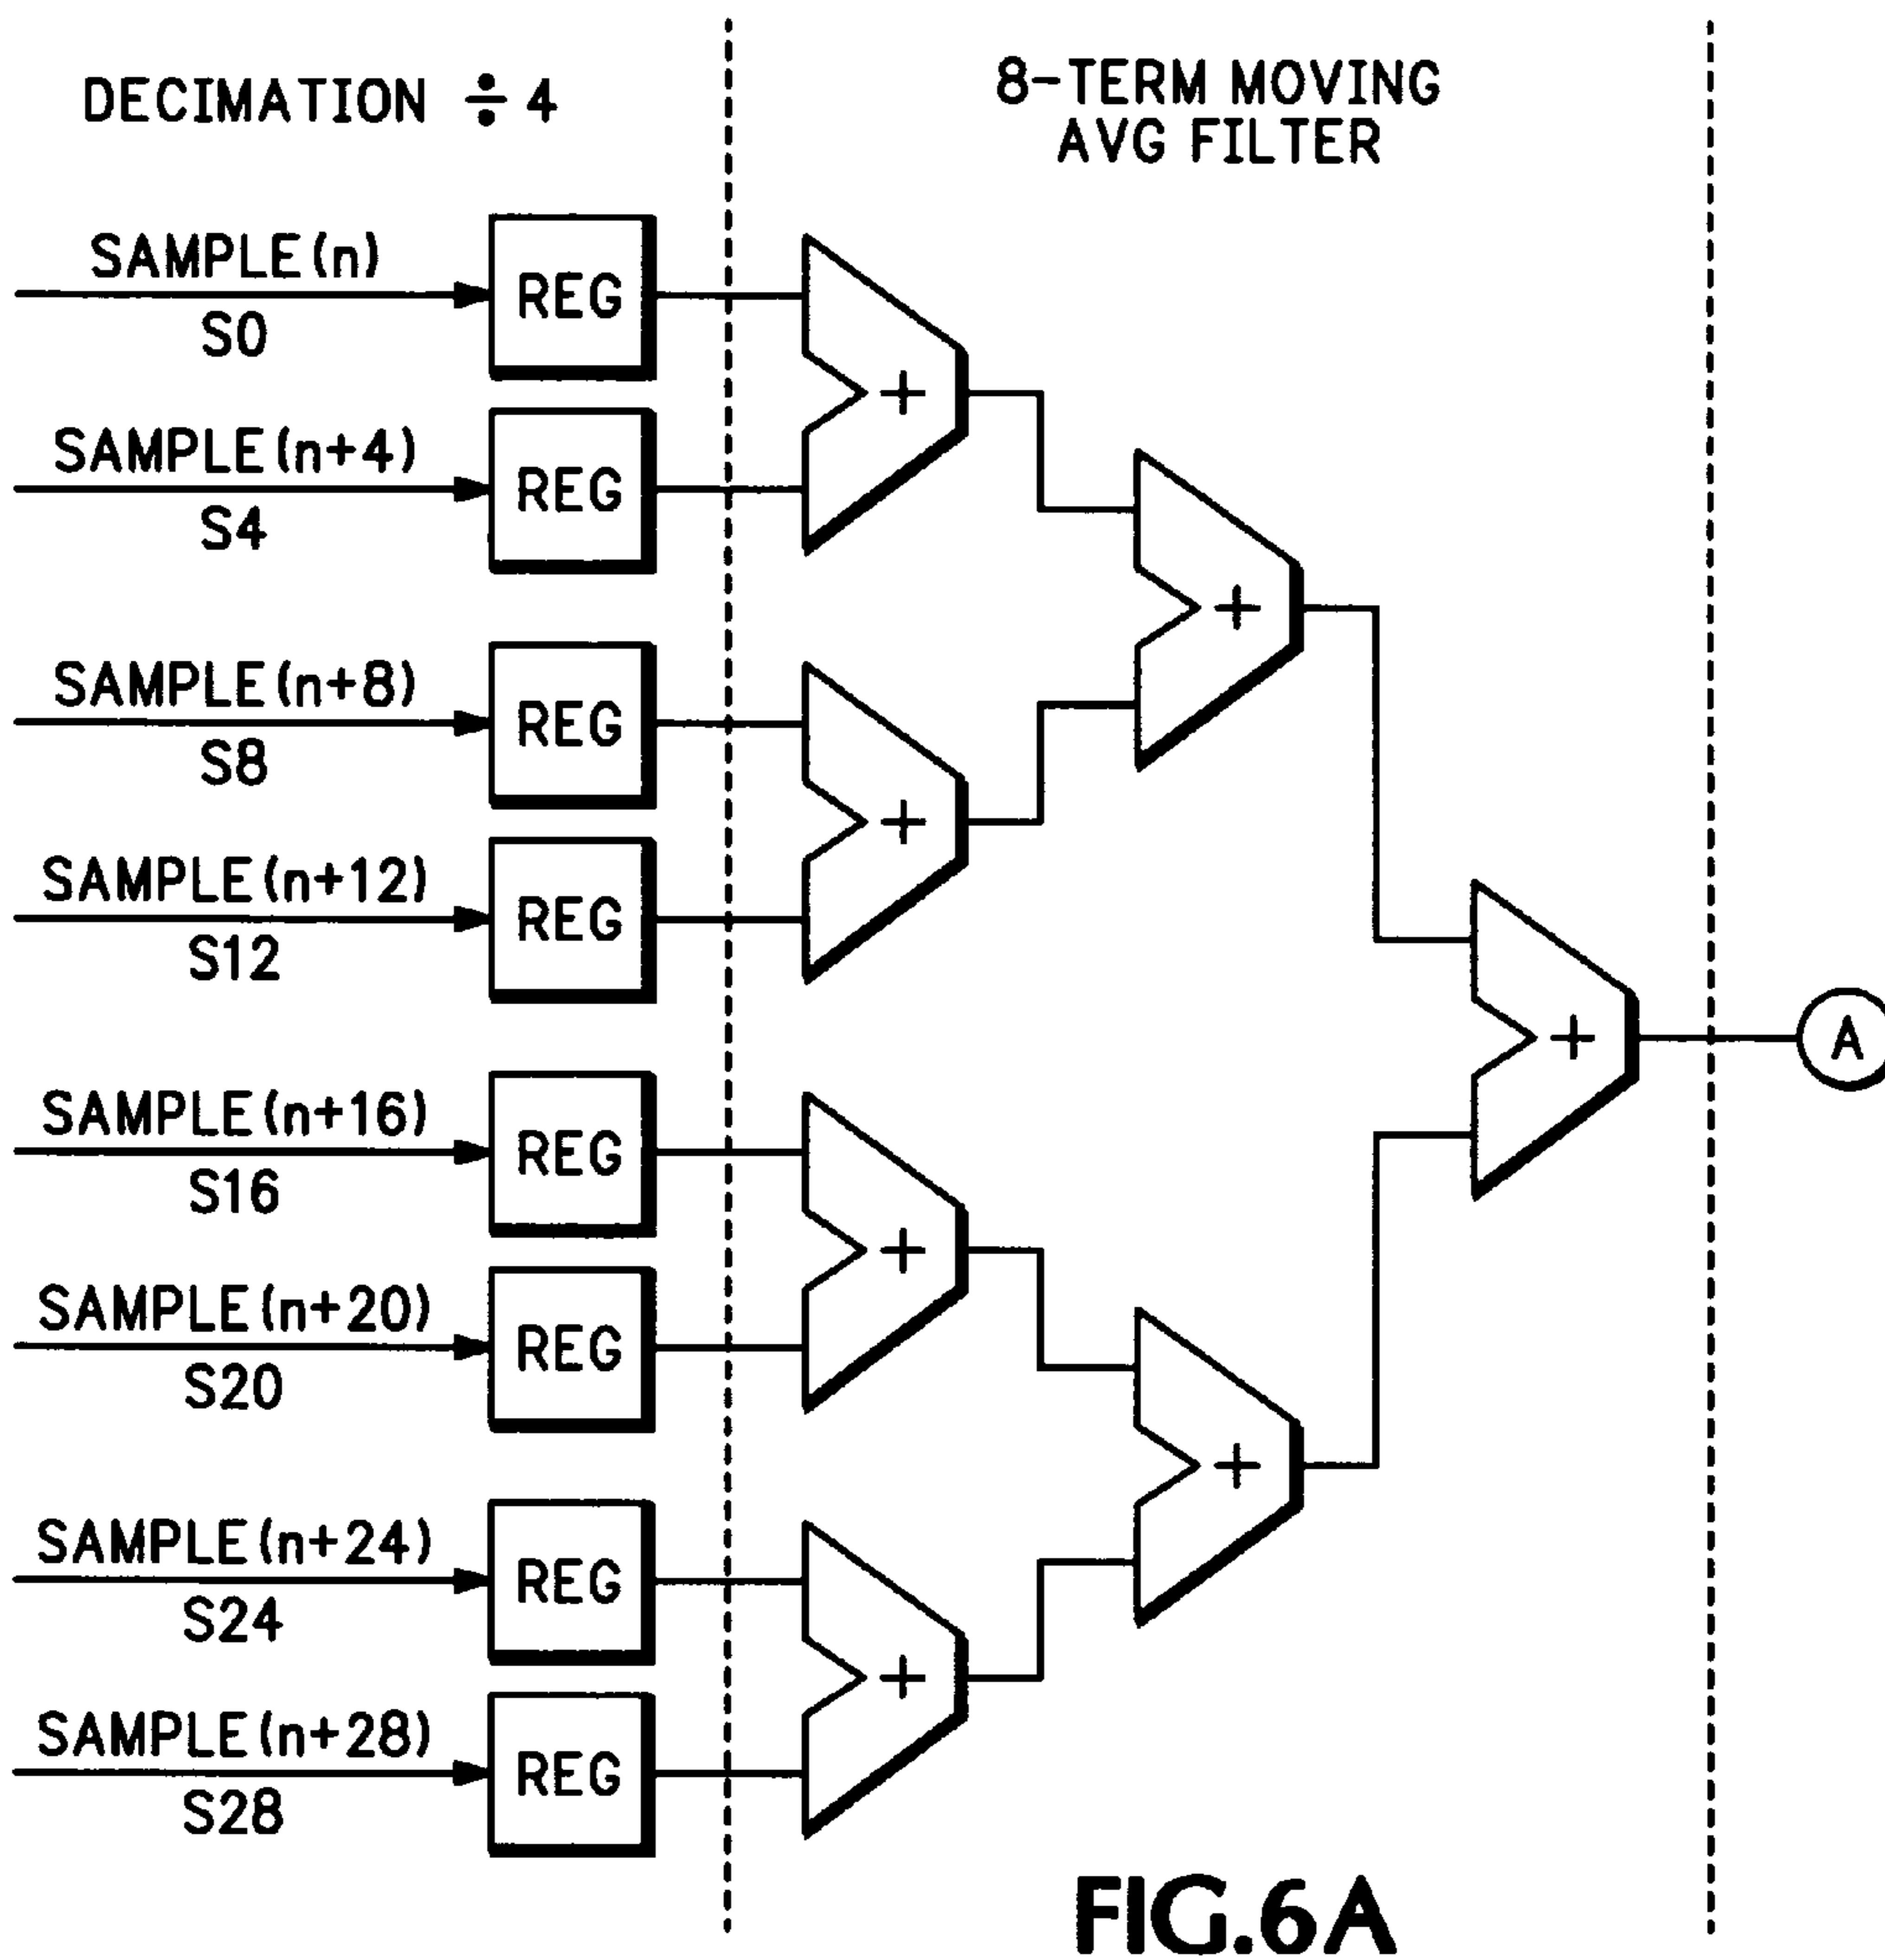 DECIMATION ÷ 4
8-TERM MOVING
AVG FILTER
SAMPLE(n)
S0
REG
+
SAMPLE(n+4)
S4
REG
+
SAMPLE(n+8)
S8
REG
+
SAMPLE(n+12)
S12
REG
+
A
SAMPLE(n+16)
S16
REG
+
SAMPLE(n+20)
S20
REG
+
SAMPLE(n+24)
S24
REG
+
SAMPLE(n+28)
S28
REG
FIG.6A